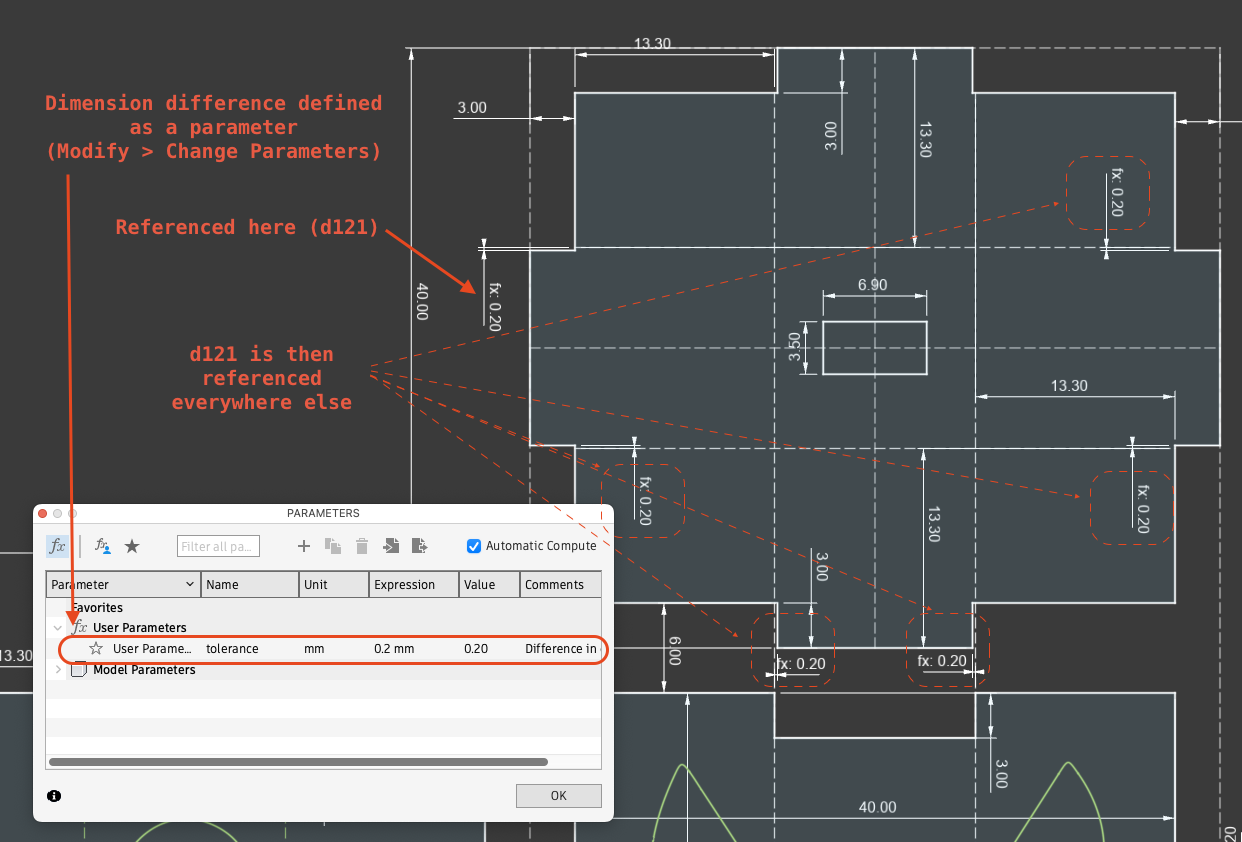 13.30
Dimension difference defined
as a parameter
(Modify > Change Parameters)
3.00
3.00
13.30
fx: 0.20
Referenced here (d121)
40.00
fx: 0.20
6.90
3.50
d121 is then
referenced
everywhere else
13.30
fx: 0.20
fx: 0.20
13.30
3.00
6.00
fx: 0.20
fx: 0.20
13.30
PARAMETERS
fx
Filter all pa...
Automatic Compute
Parameter Name Unit Expression Value Comments
Favorites
fx User Parameters
User Parame... tolerance mm 0.2 mm 0.20 Difference in
Model Parameters
OK
3.00
40.00
20